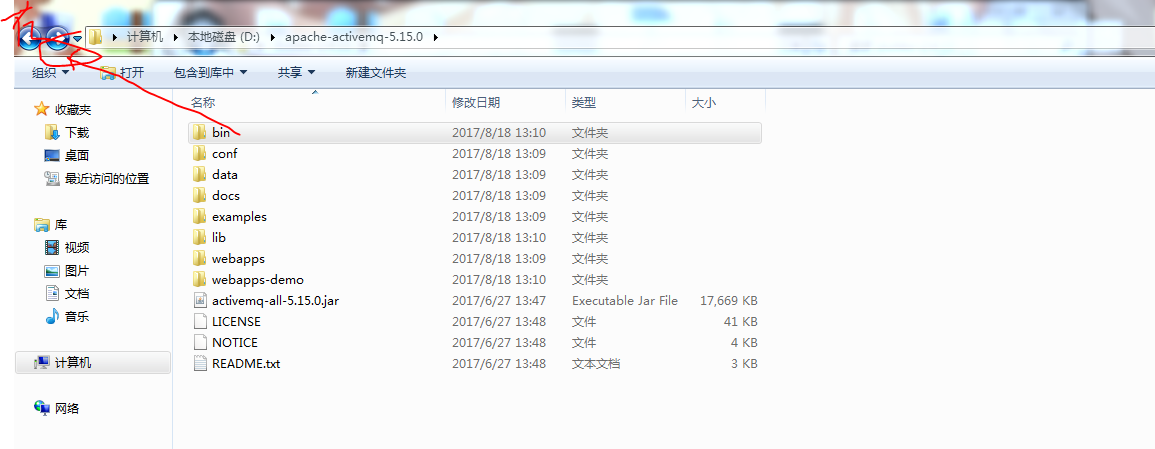 计算机 本地磁盘 (D:) apache-activemq-5.15.0
组织 打开 包含到库中 共享 新建文件夹
收藏夹
下载
桌面
最近访问的位置
库
视频
图片
文档
音乐
计算机
网络
名称 修改日期 类型 大小
bin 2017/8/18 13:10 文件夹
conf 2017/8/18 13:09 文件夹
data 2017/8/18 13:09 文件夹
docs 2017/8/18 13:09 文件夹
examples 2017/8/18 13:09 文件夹
lib 2017/8/18 13:10 文件夹
webapps 2017/8/18 13:09 文件夹
webapps-demo 2017/8/18 13:10 文件夹
activemq-all-5.15.0.jar 2017/6/27 13:47 Executable Jar File 17,669 KB
LICENSE 2017/6/27 13:48 文件 41 KB
NOTICE 2017/6/27 13:48 文件 4 KB
README.txt 2017/6/27 13:48 文本文档 3 KB